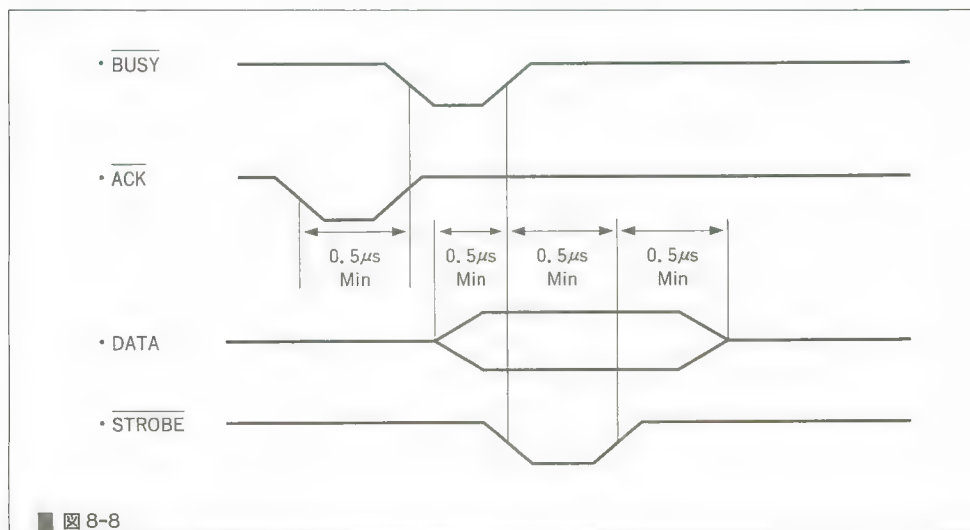 • BUSY
• ACK
0.5μs
Min
0.5μs
Min
0.5μs
Min
0.5μs
Min
• DATA
• STROBE
■ 図8-8